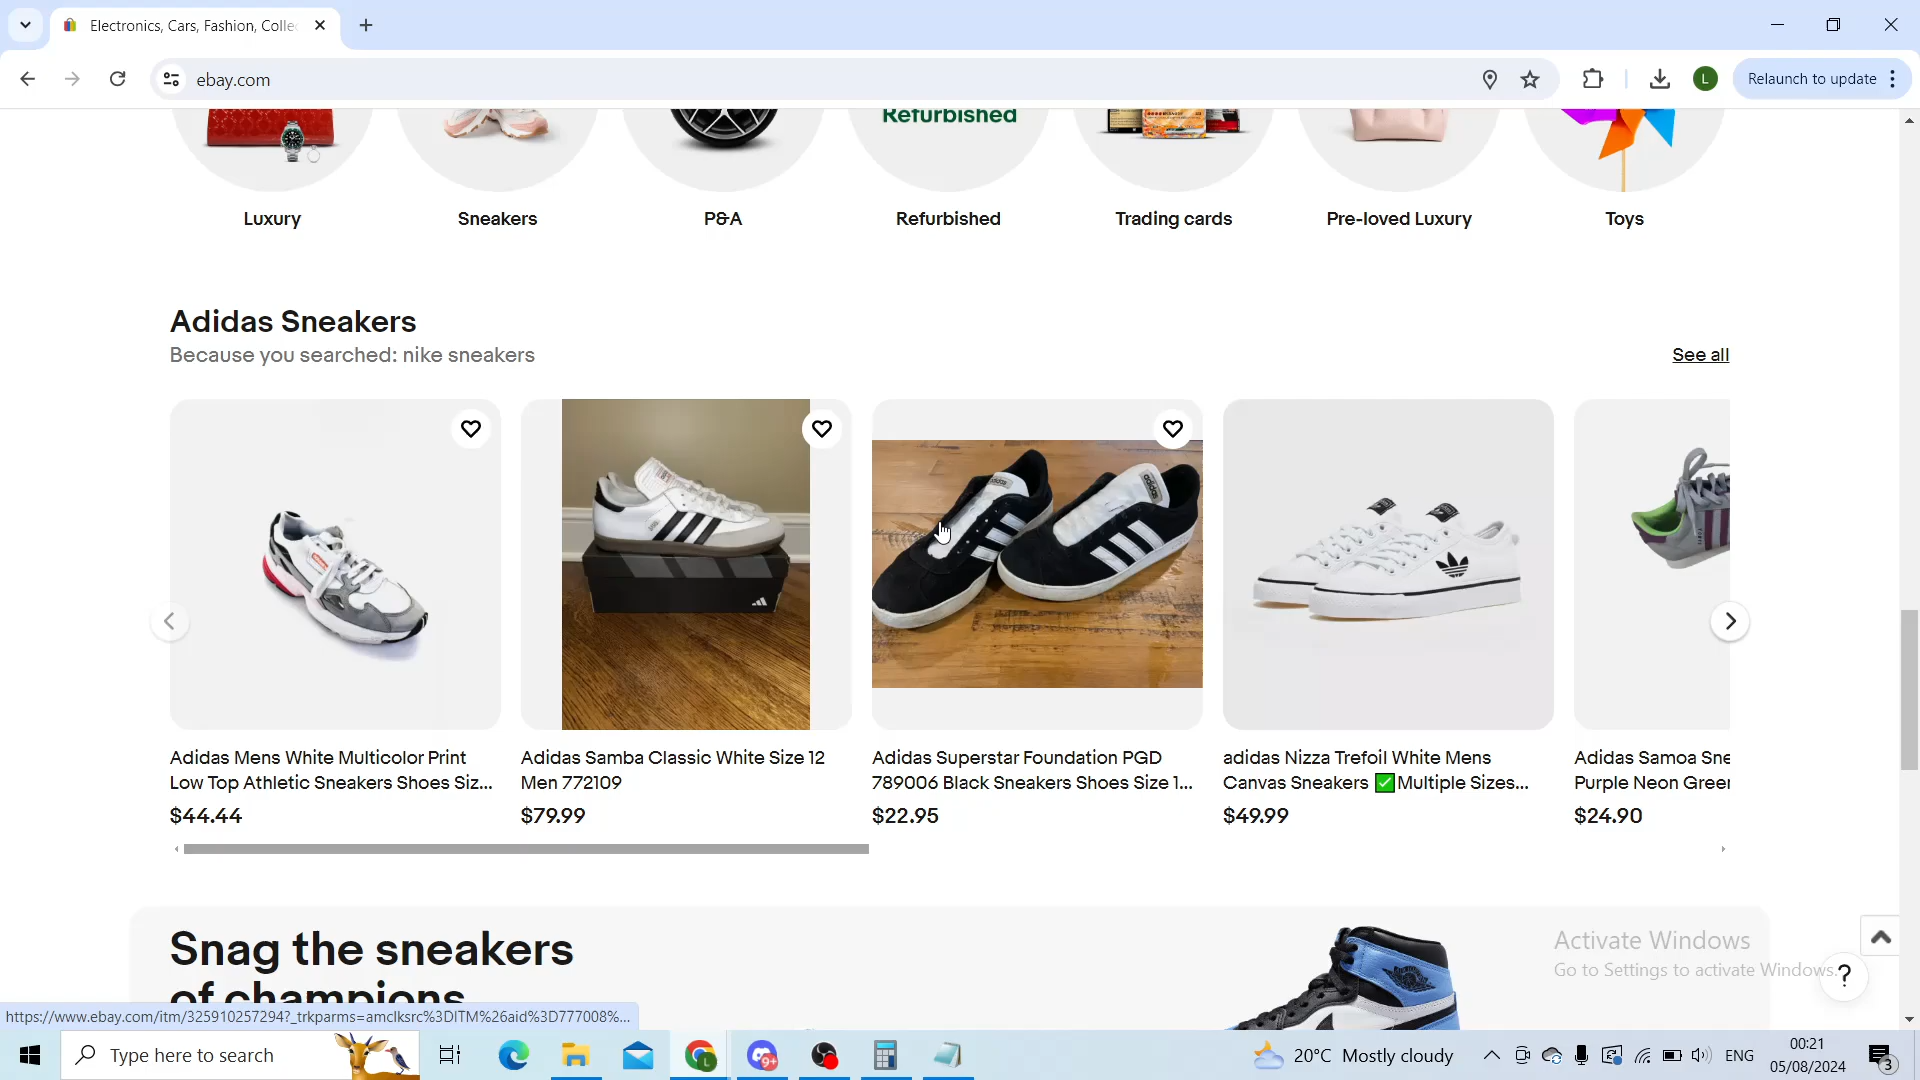 Electronics, Cars, Fashion, Colle
ebay.com
L
Relaunch to update
Refurbished
Luxury
Sneakers
P&A
Refurbished
Trading cards
Pre-loved Luxury
Toys
Adidas Sneakers
Because you searched: nike sneakers
See all
Adidas Mens White Multicolor Print
Low Top Athletic Sneakers Shoes Siz...
$44.44
Adidas Samba Classic White Size 12
Men 772109
$79.99
Adidas Superstar Foundation PGD
789006 Black Sneakers Shoes Size 1...
$22.95
adidas Nizza Trefoil White Mens
Canvas Sneakers ✅Multiple Sizes...
$49.99
Adidas Samoa Sne
Purple Neon Green
$24.90
Snag the sneakers
of champions
Activate Windows
Go to Settings to activate Windows.
?
https://www.ebay.com/itm/325910257294?_trkparms=amclksrc%3DITM%26aid%3D777008%...
Type here to search
L
9+
20°C Mostly cloudy
ENG
00:21
05/08/2024
3